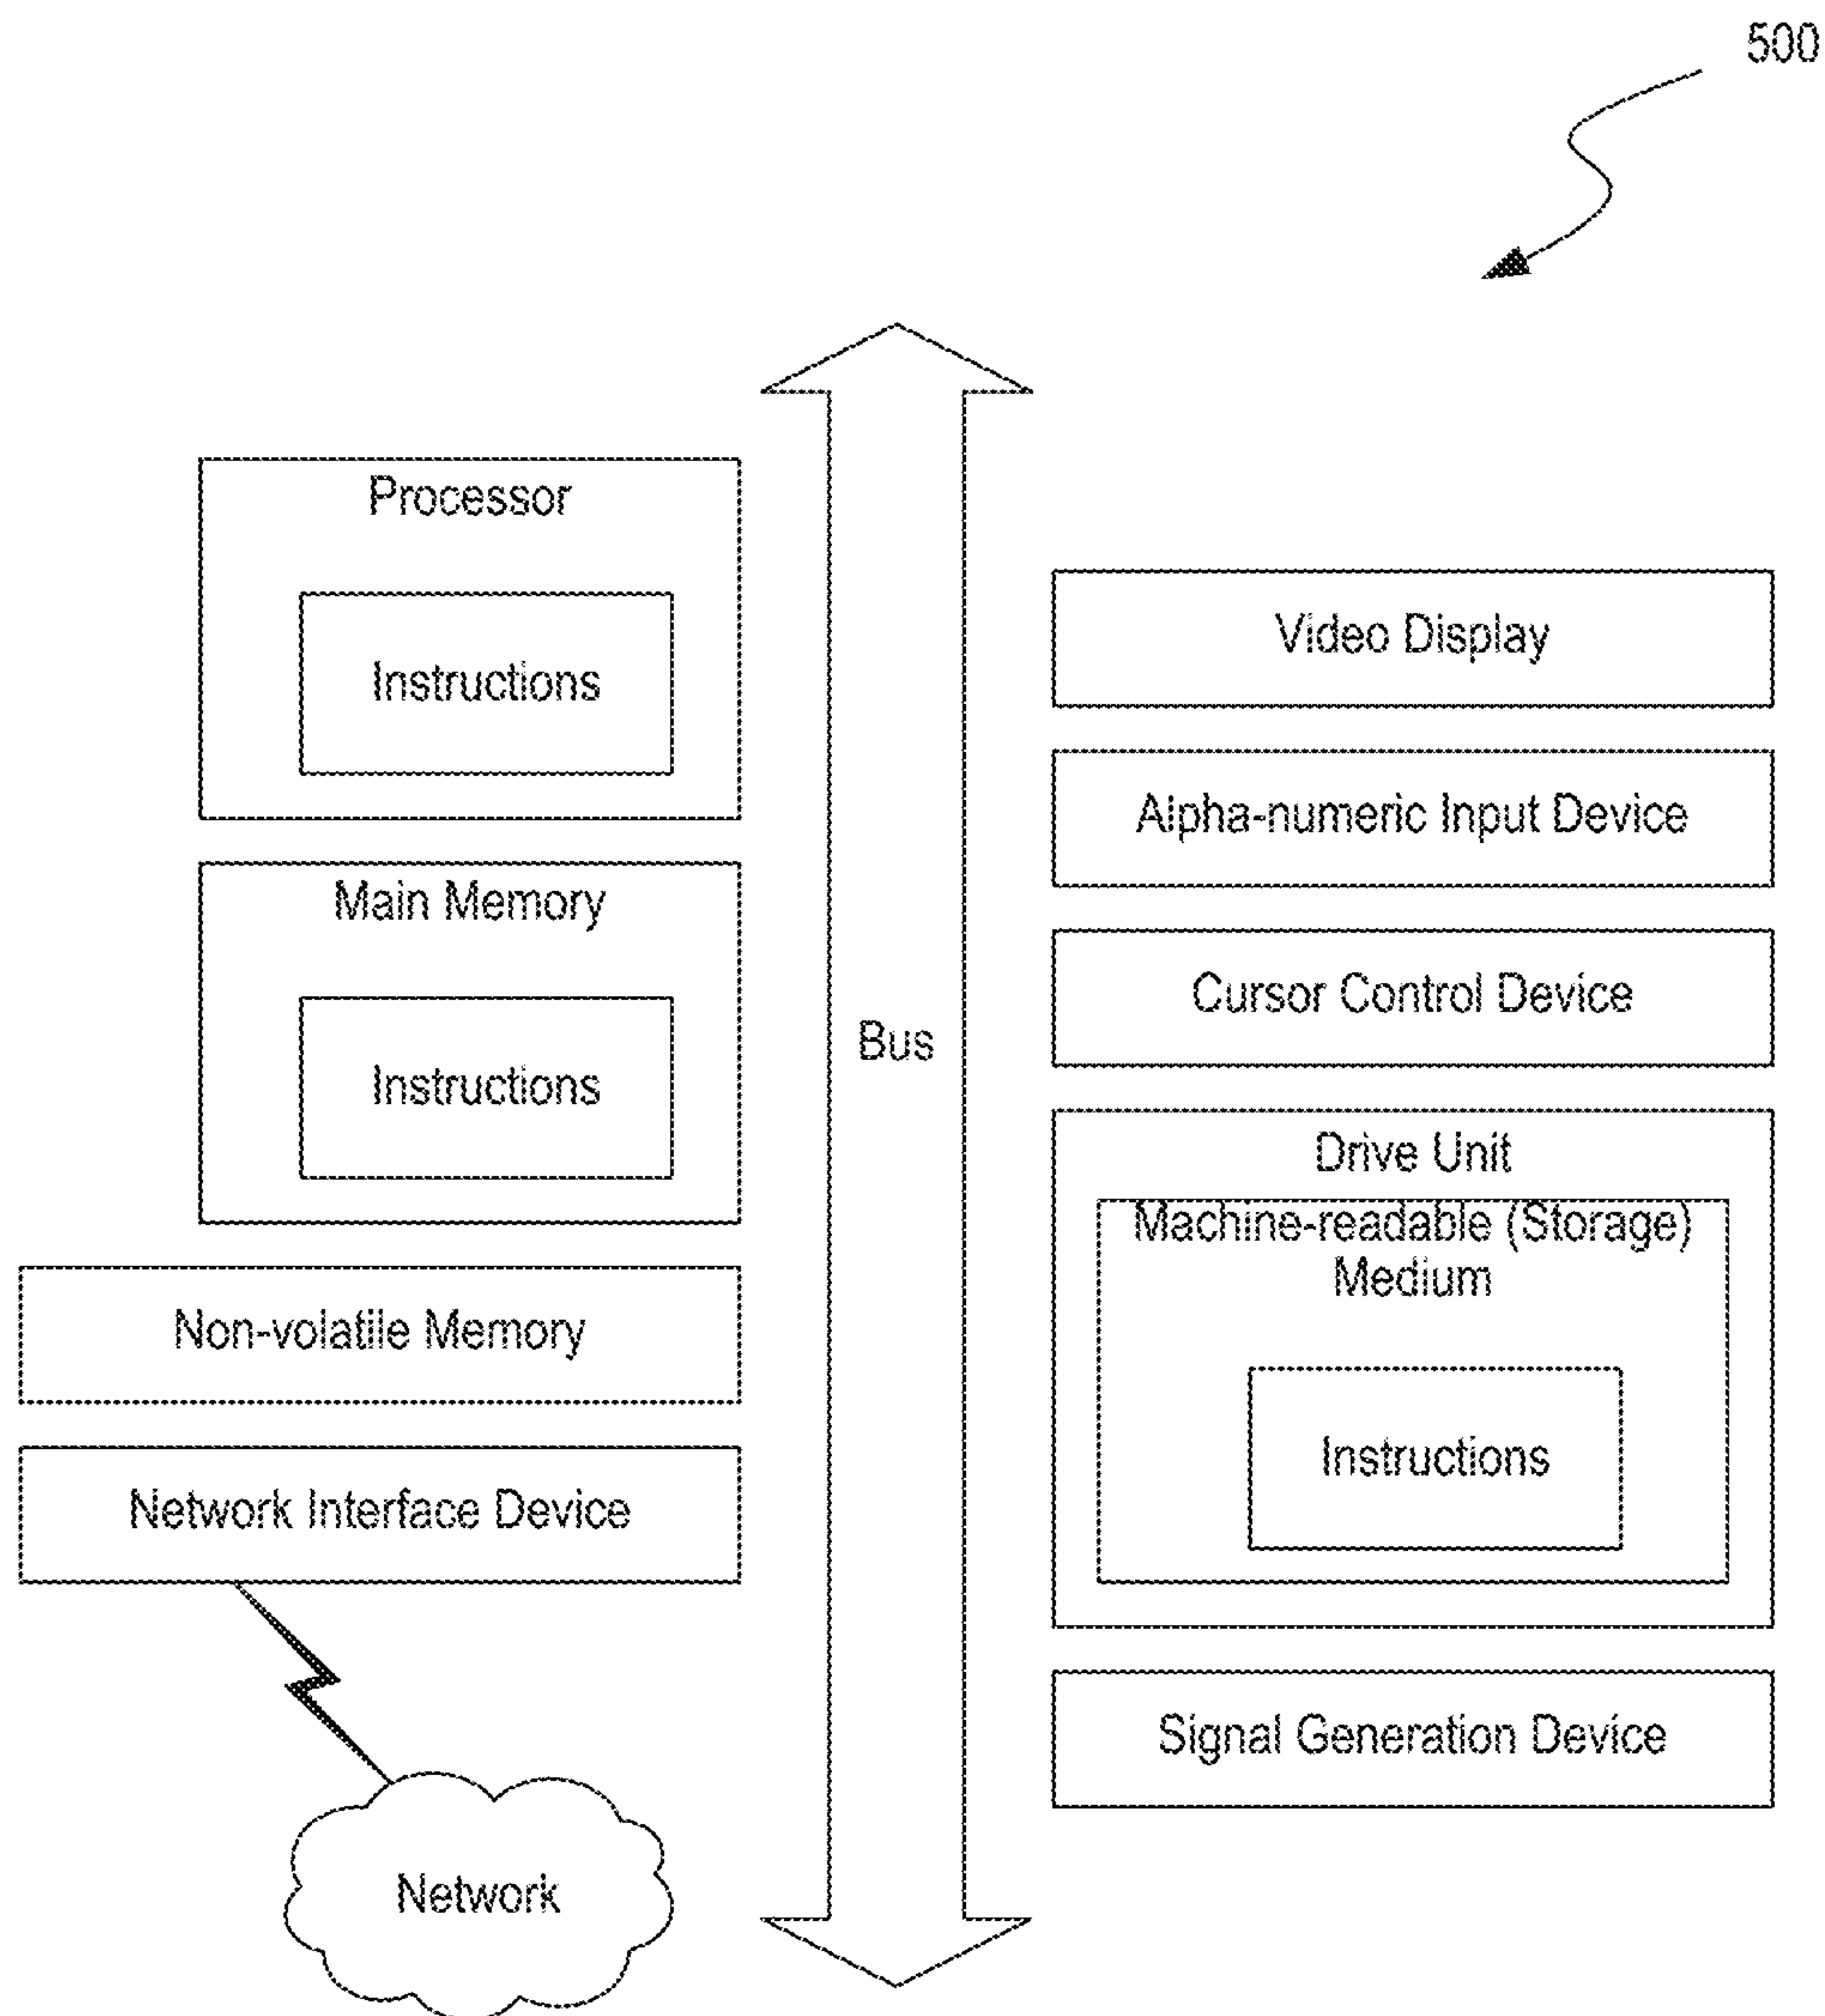 500
Processor
Instructions
Main Memory
Instructions
Non-volatile Memory
Network Interface Device
Network
Bus
Video Display
Alpha-numeric Input Device
Cursor Control Device
Drive Unit
Machine-readable (Storage)
Medium
Instructions
Signal Generation Device